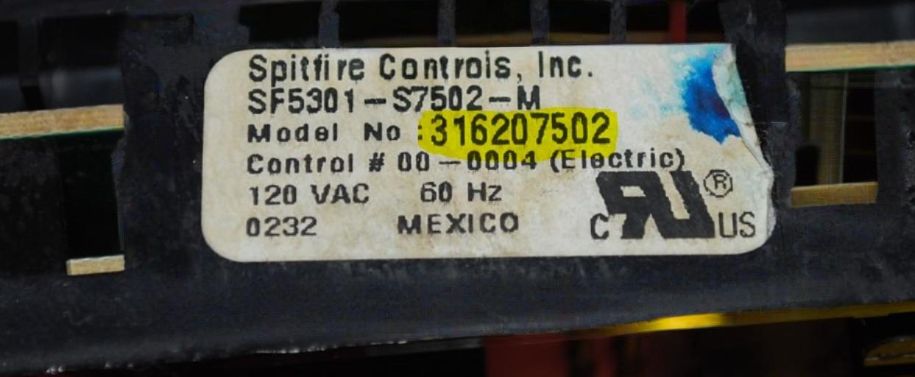 Spitfire Controls, Inc.
SF5301-S7502-M
Model No : 316207502
Control # 00-0004 (Electric)
120 VAC 60 Hz
0232 MEXICO
C RU ® US